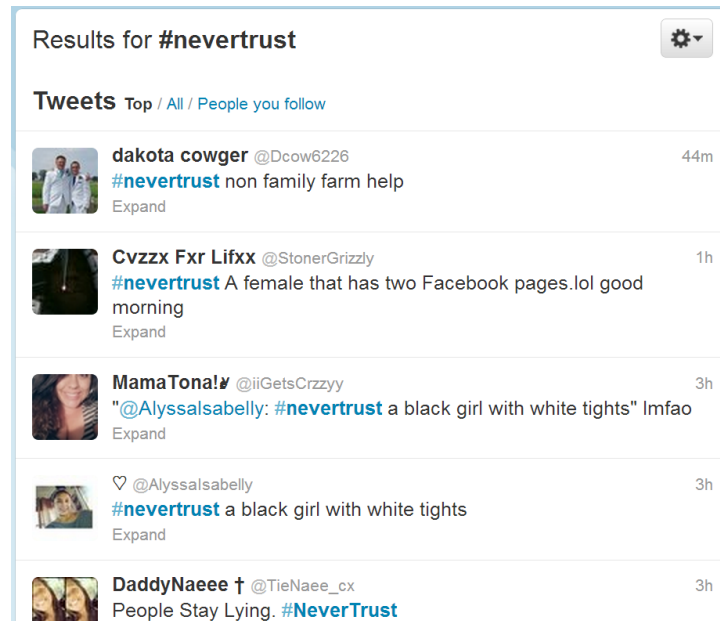 Results for #nevertrust
Tweets Top / All / People you follow
dakota cowger @Dcow6226 44m
#nevertrust non family farm help
Expand
Cvzzx Fxr Lifxx @StonerGrizzly 1h
#nevertrust A female that has two Facebook pages.lol good
morning
Expand
MamaTona!✌ @iiGetsCrzzyy 3h
"@AlyssaIsabelly: #nevertrust a black girl with white tights" lmfao
Expand
♡ @AlyssaIsabelly 3h
#nevertrust a black girl with white tights
Expand
DaddyNaeee † @TieNaee_cx 3h
People Stay Lying. #NeverTrust